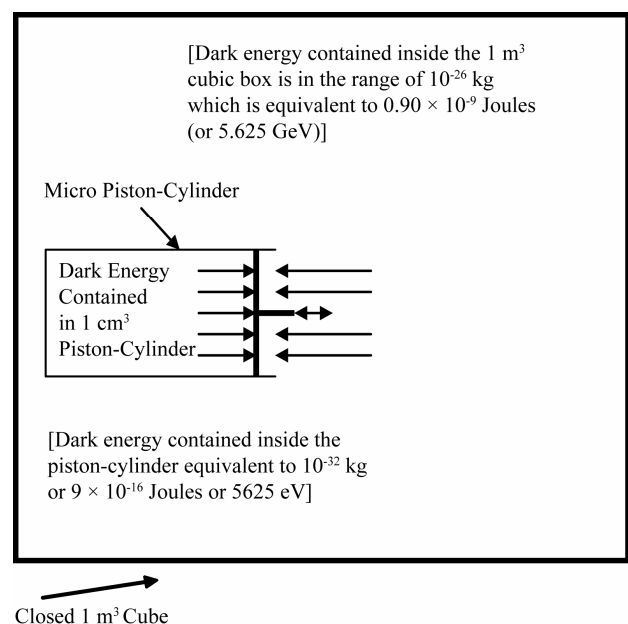 [Dark energy contained inside the 1 m³
cubic box is in the range of 10⁻²⁶ kg
which is equivalent to 0.90 × 10⁻⁹ Joules
(or 5.625 GeV)]
Micro Piston-Cylinder
Dark Energy
Contained
in 1 cm³
Piston-Cylinder
[Dark energy contained inside the
piston-cylinder equivalent to 10⁻³² kg
or 9 × 10⁻¹⁶ Joules or 5625 eV]
Closed 1 m³ Cube